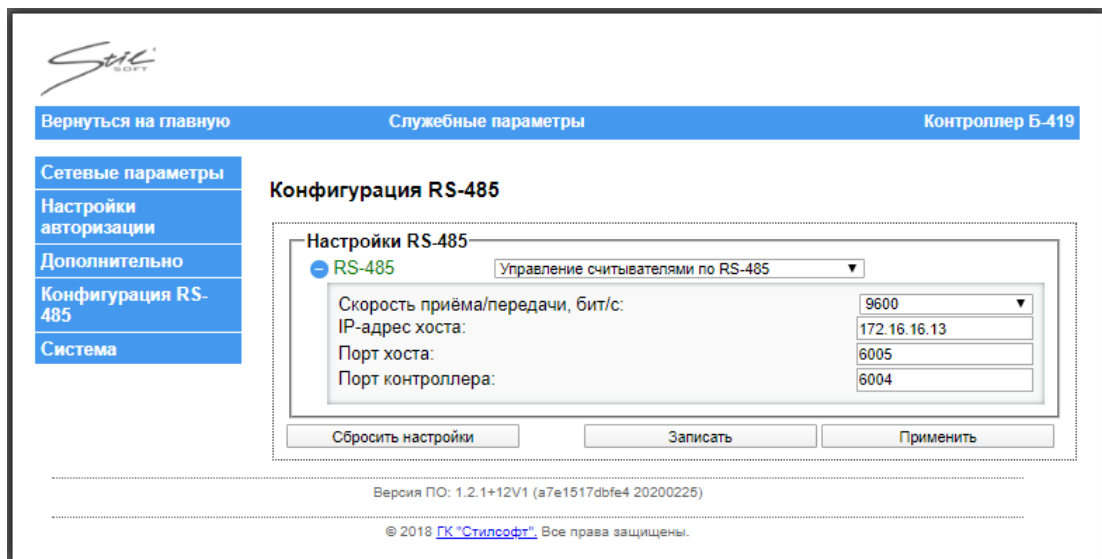 Stil
SOFT
Вернуться на главную Служебные параметры Контроллер Б-419
Сетевые параметры
Настройки
авторизации
Дополнительно
Конфигурация RS-
485
Система
Конфигурация RS-485
Настройки RS-485
RS-485 Управление считывателями по RS-485
Скорость приёма/передачи, бит/с: 9600
IP-адрес хоста: 172.16.16.13
Порт хоста: 6005
Порт контроллера: 6004
Сбросить настройки Записать Применить
Версия ПО: 1.2.1+12V1 (a7e1517dbfe4 20200225)
© 2018 ГК "Стилсофт". Все права защищены.